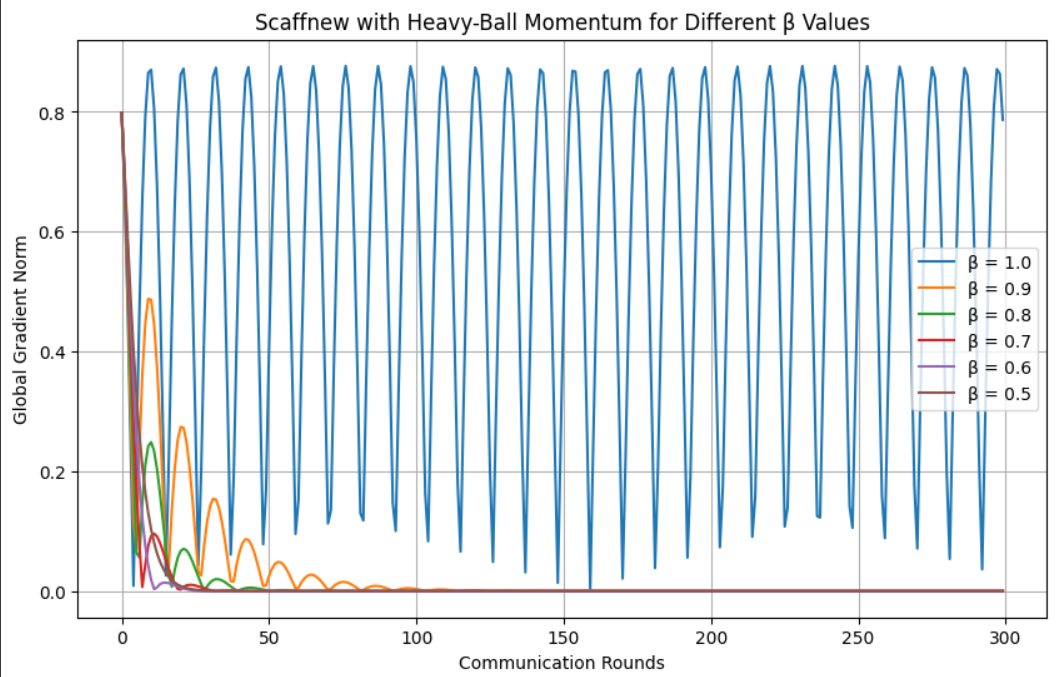 Scaffnew with Heavy-Ball Momentum for Different β Values
Global Gradient Norm
0.8
0.6
0.4
0.2
0.0
β = 1.0
β = 0.9
β = 0.8
β = 0.7
β = 0.6
β = 0.5
0 50 100 150 200 250 300
Communication Rounds